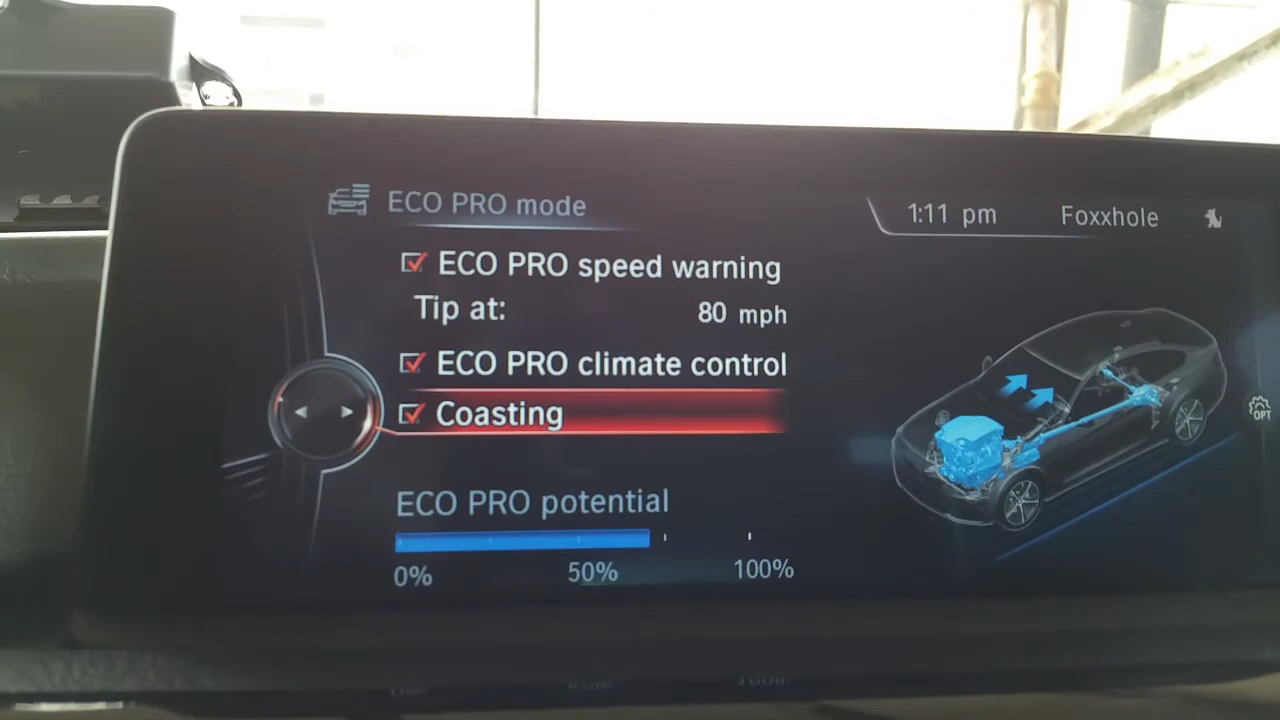 ECO PRO mode
1:11 pm Foxxhole
ECO PRO speed warning
Tip at: 80 mph
ECO PRO climate control
Coasting
OPT
ECO PRO potential
0% 50% 100%